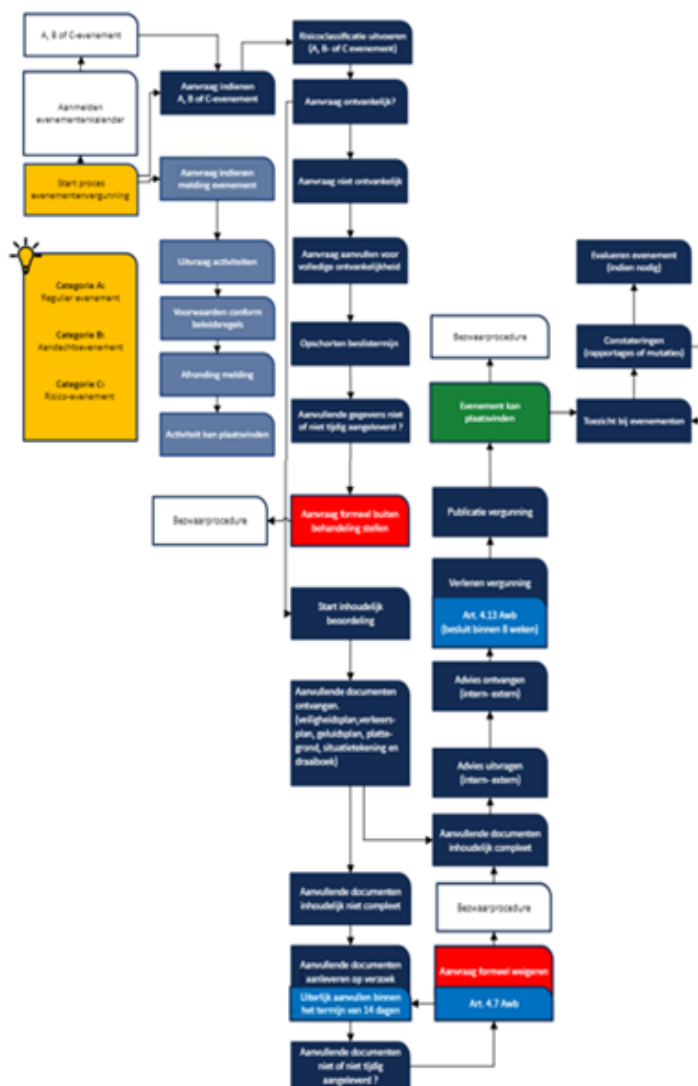 A, B of C-evenement
Aanmelden
evenementenkalender
Start proces
evenementenvergunning
Categorie A:
Regulier evenement
Categorie B:
Aandachtsevenement
Categorie C:
Risico-evenement
Aanvraag indienen
A, B of C-evenement
Aanvraag indienen
melding evenement
Uitvraag activiteiten
Voorwaarden conform
beleidsregels
Afronding melding
Activiteit kan plaatsvinden
Risicoclassificatie uitvoeren
(A, B- of C evenement)
Aanvraag ontvankelijk?
Aanvraag niet ontvankelijk
Aanvraag aanvullen voor
volledige ontvankelijkheid
Opschorten beslistermijn
Aanvullende gegevens niet
of niet tijdig aangeleverd ?
Aanvraag formeel buiten
behandeling stellen
Bezwaarprocedure
Start inhoudelijk
beoordeling
Aanvullende documenten
ontvangen.
(veiligheidsplan,verkeers-
plan, geluidsplan, platte-
grond, situatietekening en
draaiboek)
Aanvullende documenten
inhoudelijk niet compleet
Aanvullende documenten
aanleveren op verzoek
Uiterlijk aanvullen binnen
het termijn van 14 dagen
Aanvullende documenten
niet of niet tijdig
aangeleverd ?
Aanvraag formeel weigeren
Art. 4.7 Awb
Bezwaarprocedure
Aanvullende documenten
inhoudelijk compleet
Advies uitvragen
(intern- extern)
Advies ontvangen
(intern- extern)
Verlenen vergunning
Art. 4.13 Awb
(besluit binnen 8 weken)
Publicatie vergunning
Evenement kan
plaatsvinden
Bezwaarprocedure
Toezicht bij evenementen
Constateringen
(rapportages of mutaties)
Evalueren evenement
(indien nodig)